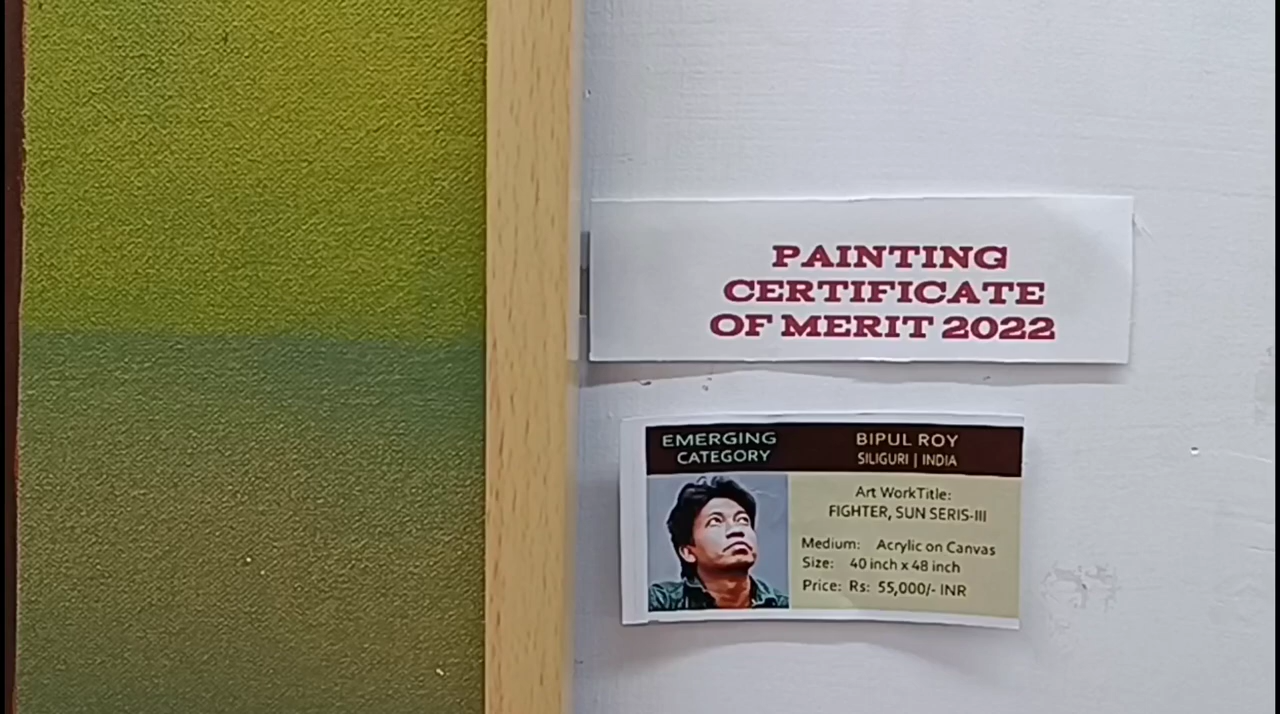 PAINTING
CERTIFICATE
OF MERIT 2022
EMERGING
CATEGORY
BIPUL ROY
SILIGURI | INDIA
Art WorkTitle:
FIGHTER, SUN SERIS-III
Medium: Acrylic on Canvas
Size: 40 inch x 48 inch
Price: Rs: 55,000/- INR